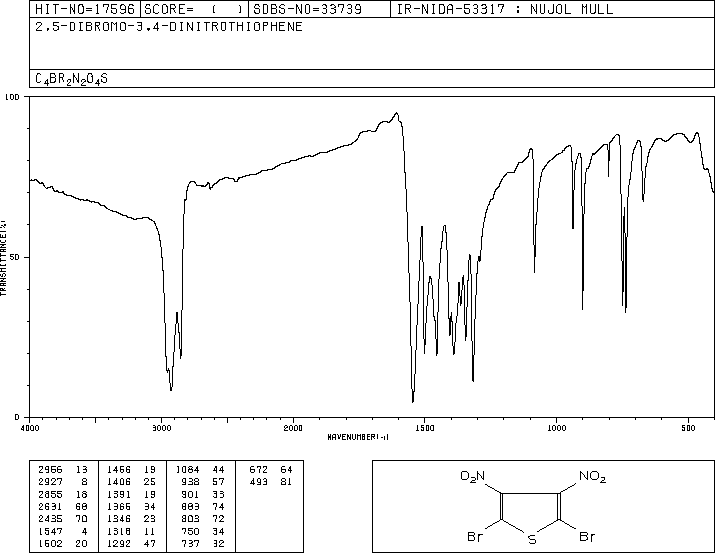 HIT-NO=17596 SCORE= ( ) SDBS-NO=33739 IR-NIDA-53317 : NUJOL MULL
2,5-DIBROMO-3,4-DINITROTHIOPHENE
C4BR2N2O4S
100
50
0
TRANSMITTANCE(%)
4000 3000 2000 1500 1000 500
WAVENUMBER(-1)
2956 13 1456 19 1084 44 672 64
2927 8 1406 25 938 57 493 81
2855 18 1391 19 901 33
2631 68 1366 34 803 74
2435 70 1346 23 803 72
1547 4 1318 11 750 34
1502 20 1292 47 737 32
O2N NO2
Br S Br